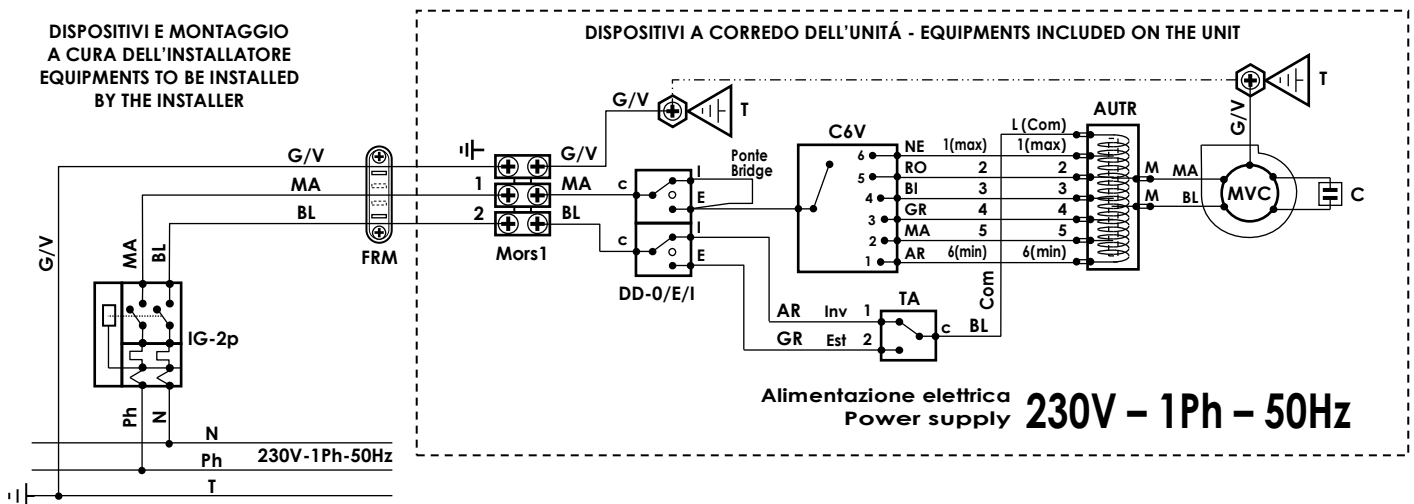 DISPOSITIVI E MONTAGGIO
A CURA DELL'INSTALLATORE
EQUIPMENTS TO BE INSTALLED
BY THE INSTALLER
DISPOSITIVI A CORREDO DELL'UNITÁ - EQUIPMENTS INCLUDED ON THE UNIT
G/V
T
T
G/V
AUTR
C6V
L (Com)
G/V
MA
BL
FRM
1
2
G/V
MA
BL
Mors1
C
I
E
C
I
E
Ponte
Bridge
DD-0/E/I
6 NE 1(max) 1(max)
5 RO 2 2
4 BI 3 3
3 GR 4 4
2 MA 5 5
1 AR 6(min) 6(min)
M MA
M BL
MVC
C
G/V
MA
BL
IG-2p
Ph
N
AR Inv 1
GR Est 2
TA
C BL
Com
Alimentazione elettrica
Power supply
230V – 1Ph – 50Hz
N
Ph
230V-1Ph-50Hz
T